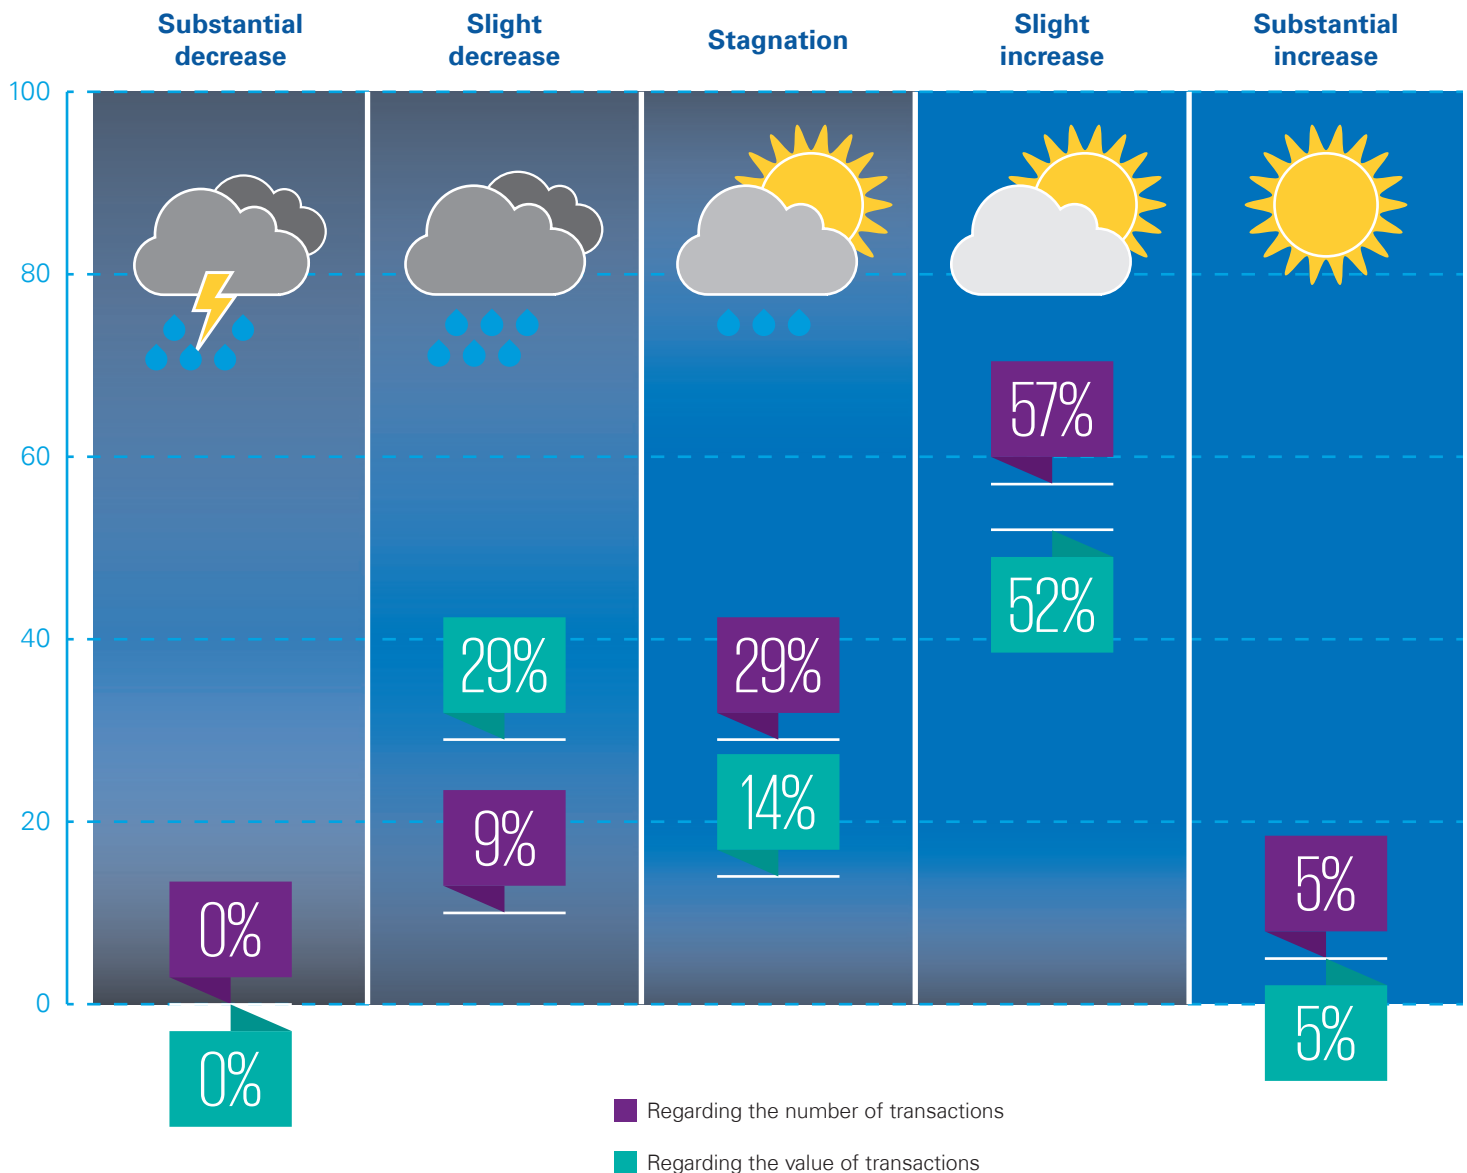 Substantial
decrease
Slight
decrease
Stagnation
Slight
increase
Substantial
increase
100
80
60
40
20
0
57%
52%
29%
29%
14%
9%
0%
0%
5%
5%
Regarding the number of transactions
Regarding the value of transactions